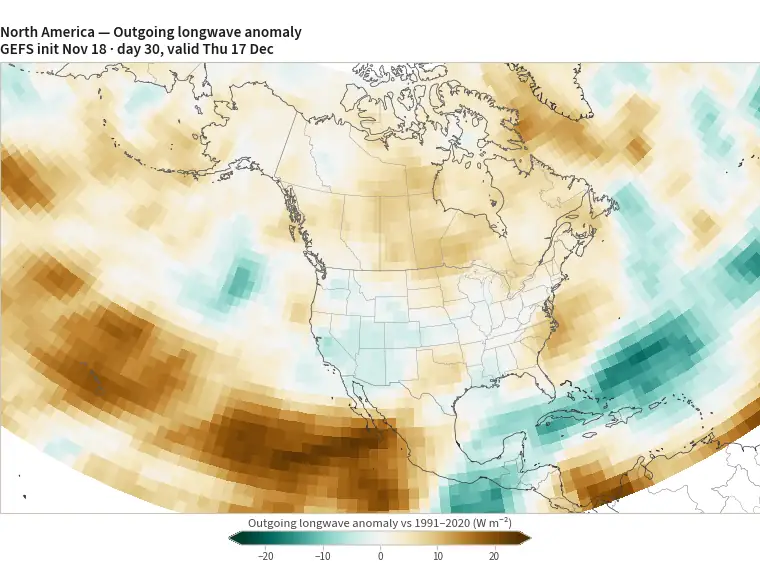 North America — Outgoing longwave anomaly
GEFS init Nov 18 · day 30, valid Thu 17 Dec
Outgoing longwave anomaly vs 1991–2020 (W m⁻²)
−20 −10 0 10 20